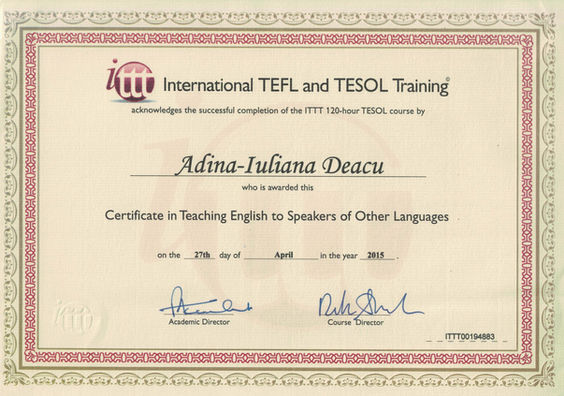 ittt International TEFL and TESOL Training
acknowledges the successful completion of the ITTT 120-hour TESOL course by
Adina-Iuliana Deacu
who is awarded this
Certificate in Teaching English to Speakers of Other Languages
on the 27th day of April in the year 2015 .
Academic Director Course Director
ITTT00194883
ittt